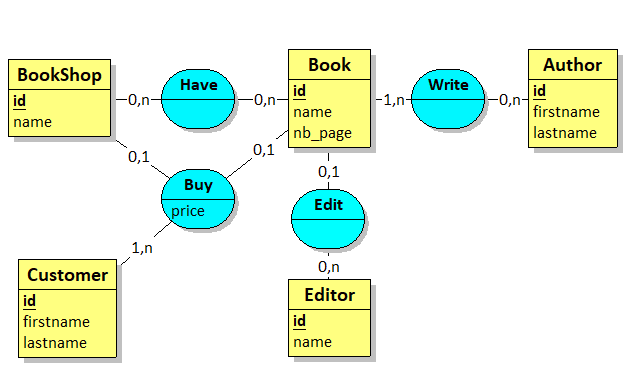 BookShop
id
name
0,n
Have
0,n
Book
id
name
nb_page
1,n
Write
0,n
Author
id
firstname
lastname
0,1
Buy
price
0,1
1,n
0,1
Edit
0,n
Customer
id
firstname
lastname
Editor
id
name